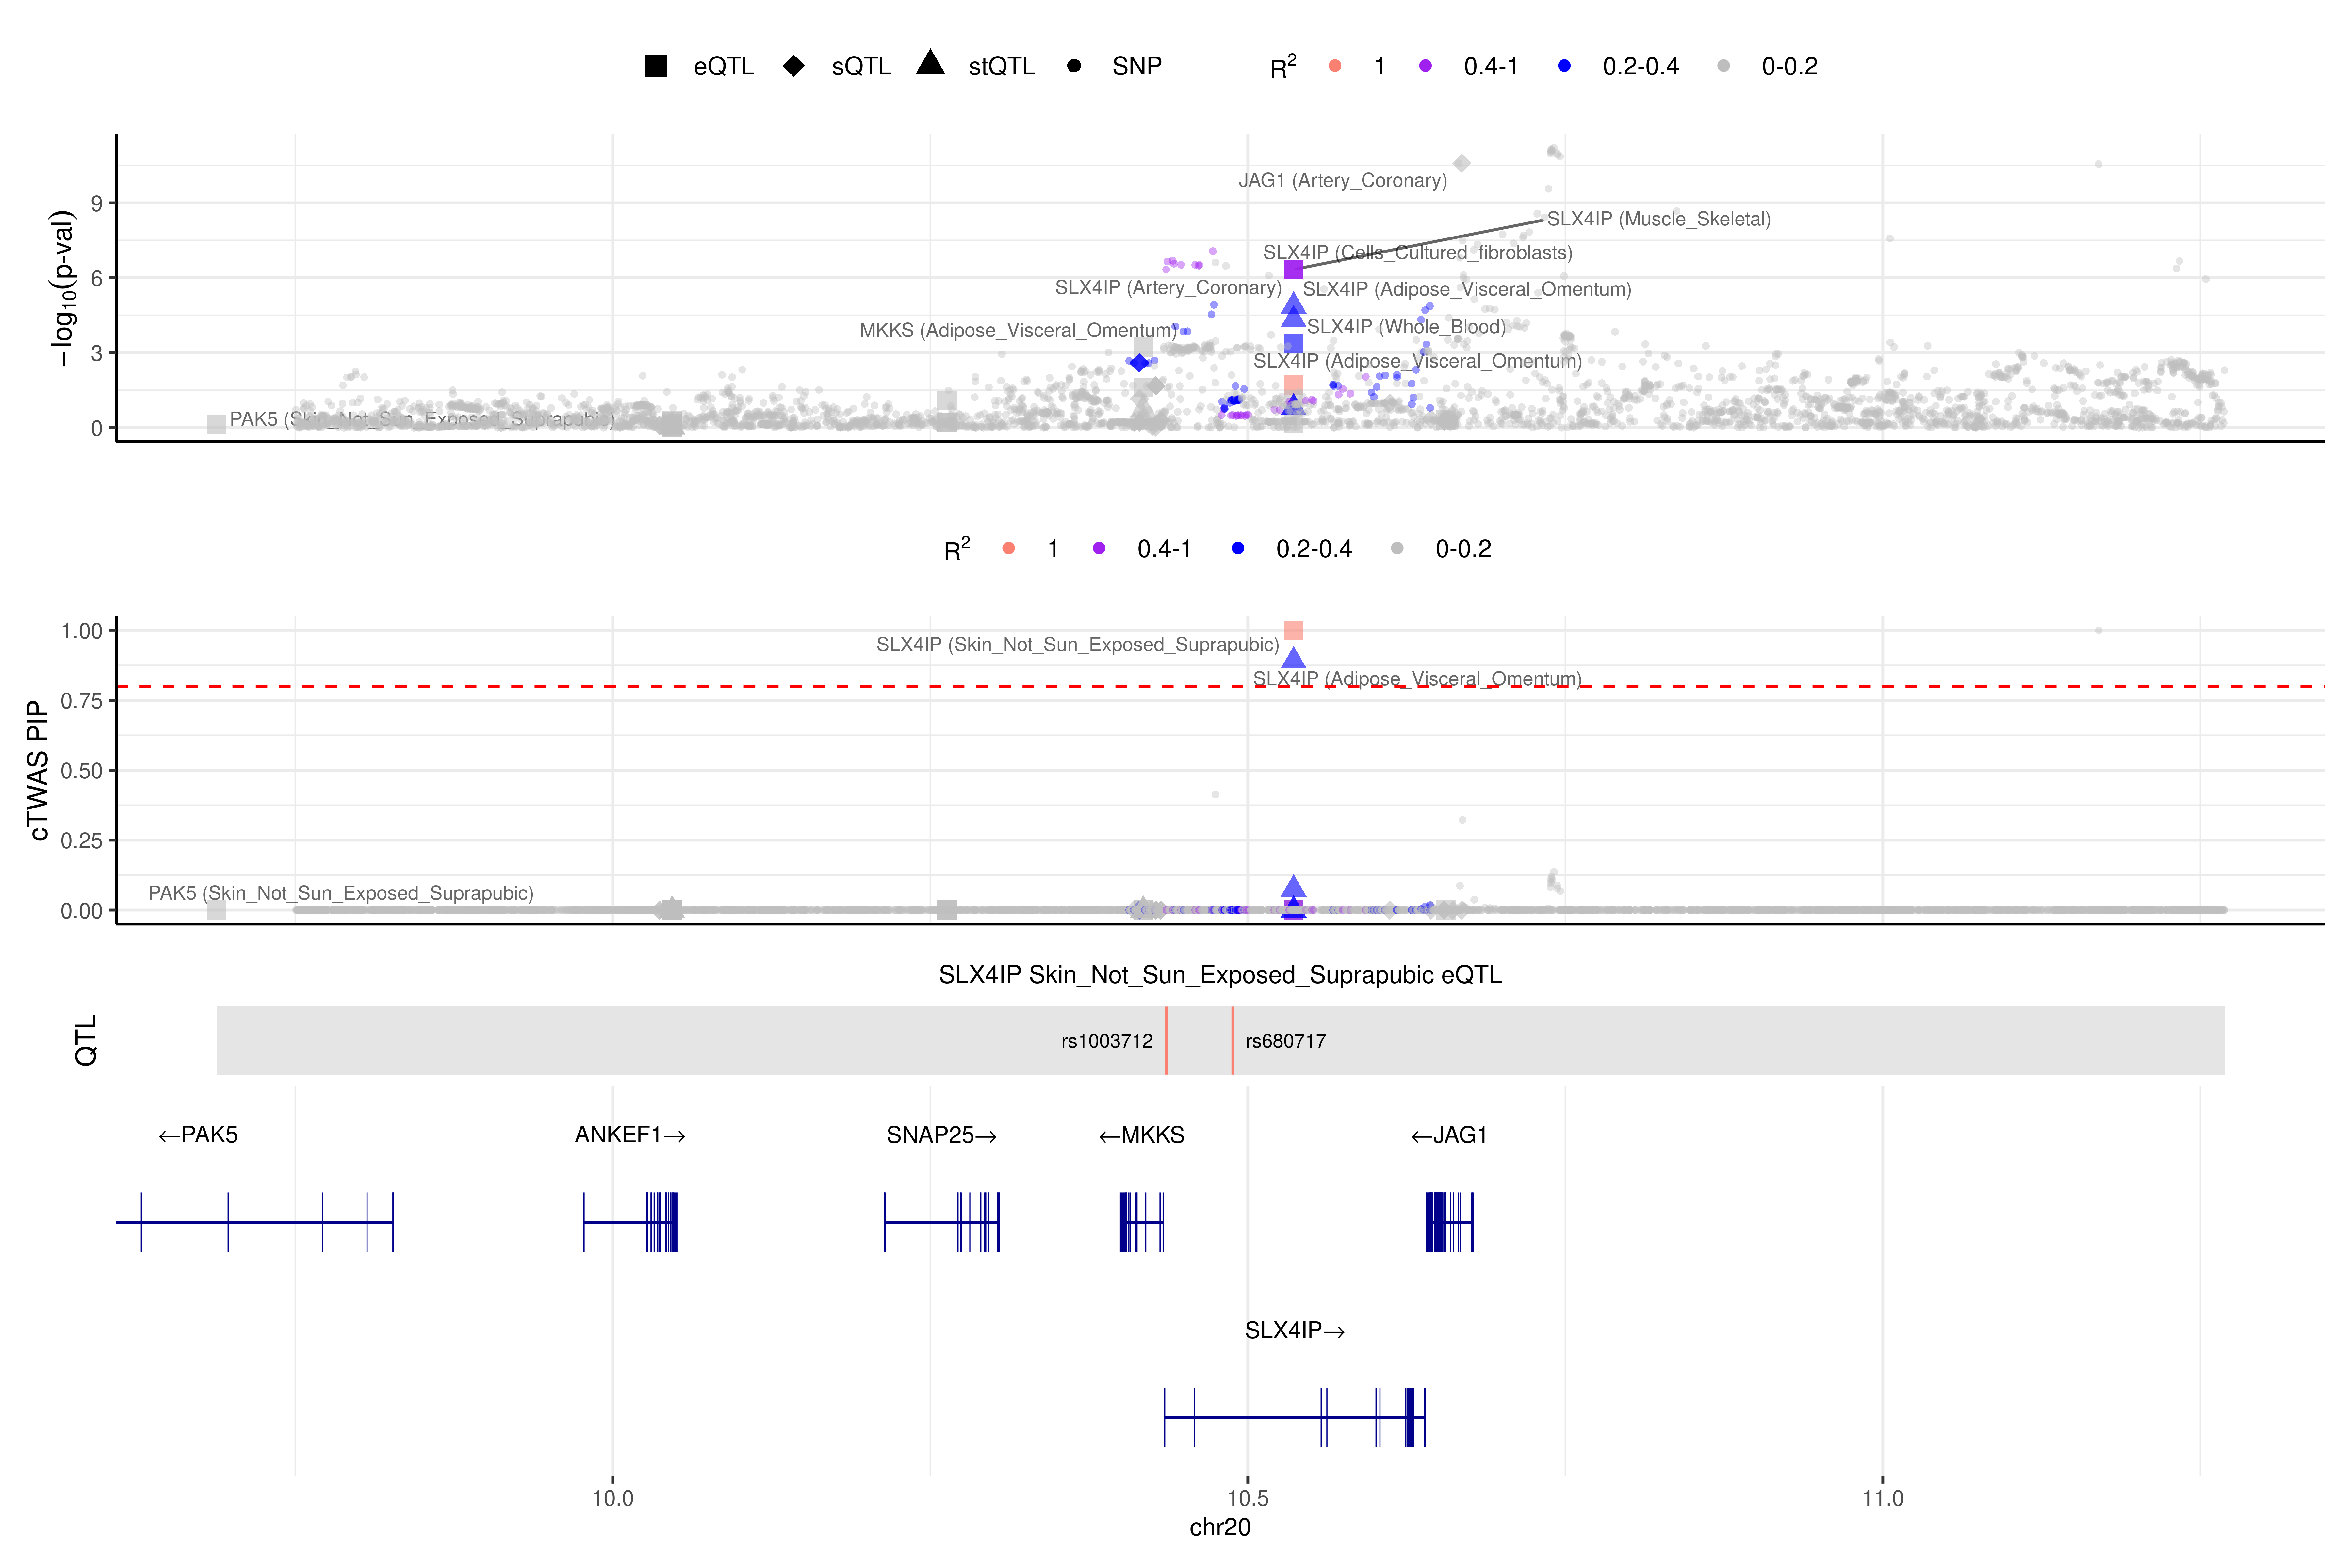 eQTL sQTL stQTL SNP R2 1 0.4-1 0.2-0.4 0-0.2
−log10(p-val)
9
6
3
0
JAG1 (Artery_Coronary)
SLX4IP (Muscle_Skeletal)
SLX4IP (Cells_Cultured_fibroblasts)
SLX4IP (Artery_Coronary)
SLX4IP (Adipose_Visceral_Omentum)
MKKS (Adipose_Visceral_Omentum)
SLX4IP (Whole_Blood)
SLX4IP (Adipose_Visceral_Omentum)
PAK5 (Skin_Not_Sun_Exposed_Suprapubic)
R2 1 0.4-1 0.2-0.4 0-0.2
cTWAS PIP
1.00
0.75
0.50
0.25
0.00
SLX4IP (Skin_Not_Sun_Exposed_Suprapubic)
SLX4IP (Adipose_Visceral_Omentum)
PAK5 (Skin_Not_Sun_Exposed_Suprapubic)
SLX4IP Skin_Not_Sun_Exposed_Suprapubic eQTL
QTL
rs1003712 rs680717
←PAK5 ANKEF1→ SNAP25→ ←MKKS ←JAG1
SLX4IP→
10.0 10.5 11.0
chr20